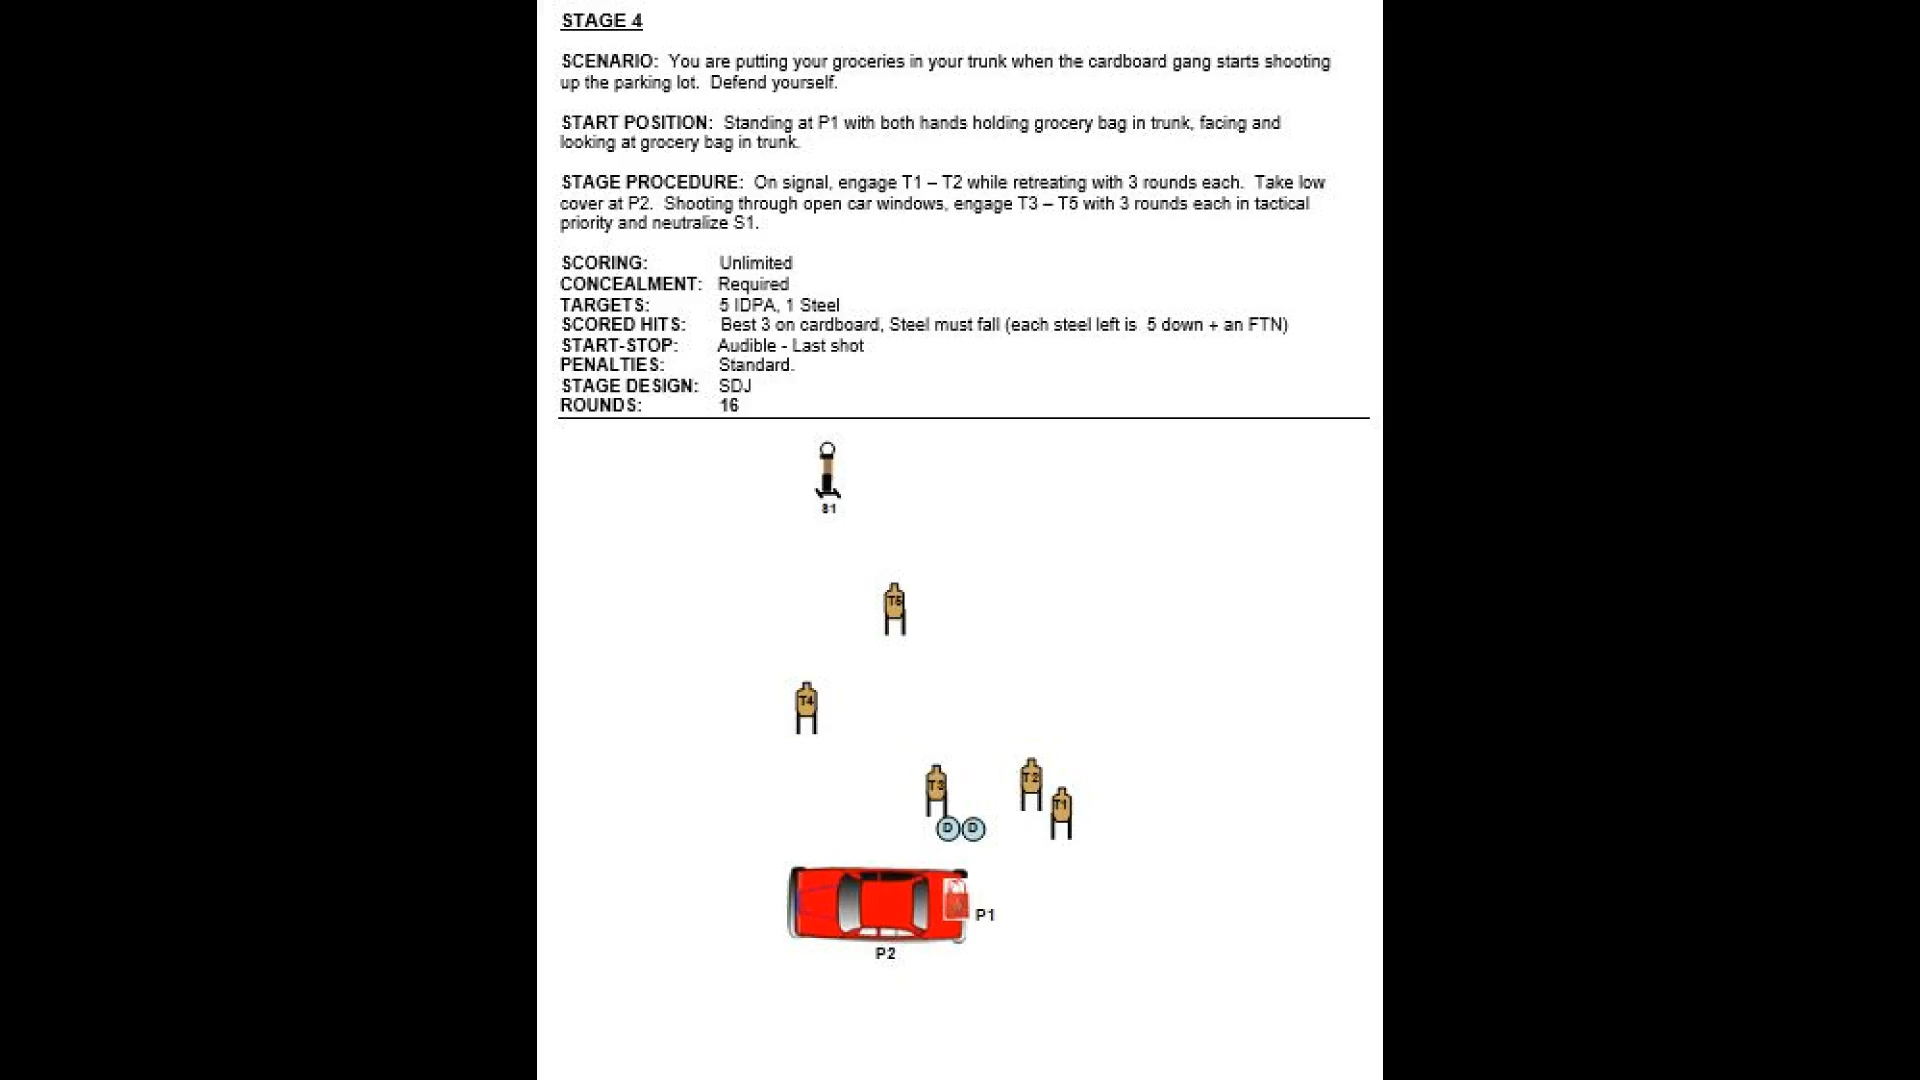 STAGE 4
SCENARIO: You are putting your groceries in your trunk when the cardboard gang starts shooting
up the parking lot. Defend yourself.
START POSITION: Standing at P1 with both hands holding grocery bag in trunk, facing and
looking at grocery bag in trunk.
STAGE PROCEDURE: On signal, engage T1 – T2 while retreating with 3 rounds each. Take low
cover at P2. Shooting through open car windows, engage T3 – T5 with 3 rounds each in tactical
priority and neutralize S1.
SCORING: Unlimited
CONCEALMENT: Required
TARGETS: 5 IDPA, 1 Steel
SCORED HITS: Best 3 on cardboard, Steel must fall (each steel left is 5 down + an FTN)
START-STOP: Audible - Last shot
PENALTIES: Standard.
STAGE DESIGN: SDJ
ROUNDS: 16
S1
T5
T4
T3
T2
T1
D D
P1
P2